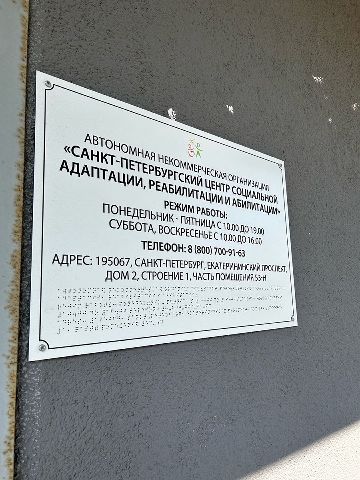 АВТОНОМНАЯ НЕКОММЕРЧЕСКАЯ ОРГАНИЗАЦИЯ
«САНКТ-ПЕТЕРБУРГСКИЙ ЦЕНТР СОЦИАЛЬНОЙ
АДАПТАЦИИ, РЕАБИЛИТАЦИИ И АБИЛИТАЦИИ»
РЕЖИМ РАБОТЫ:
ПОНЕДЕЛЬНИК - ПЯТНИЦА С 10.00 ДО 19.00
СУББОТА, ВОСКРЕСЕНЬЕ С 10.00 ДО 16.00
ТЕЛЕФОН: 8 (800) 700-91-63
АДРЕС: 195067, САНКТ-ПЕТЕРБУРГ, ЕКАТЕРИНИНСКИЙ ПРОСПЕКТ,
ДОМ 2, СТРОЕНИЕ 1, ЧАСТЬ ПОМЕЩЕНИЯ 53-Н